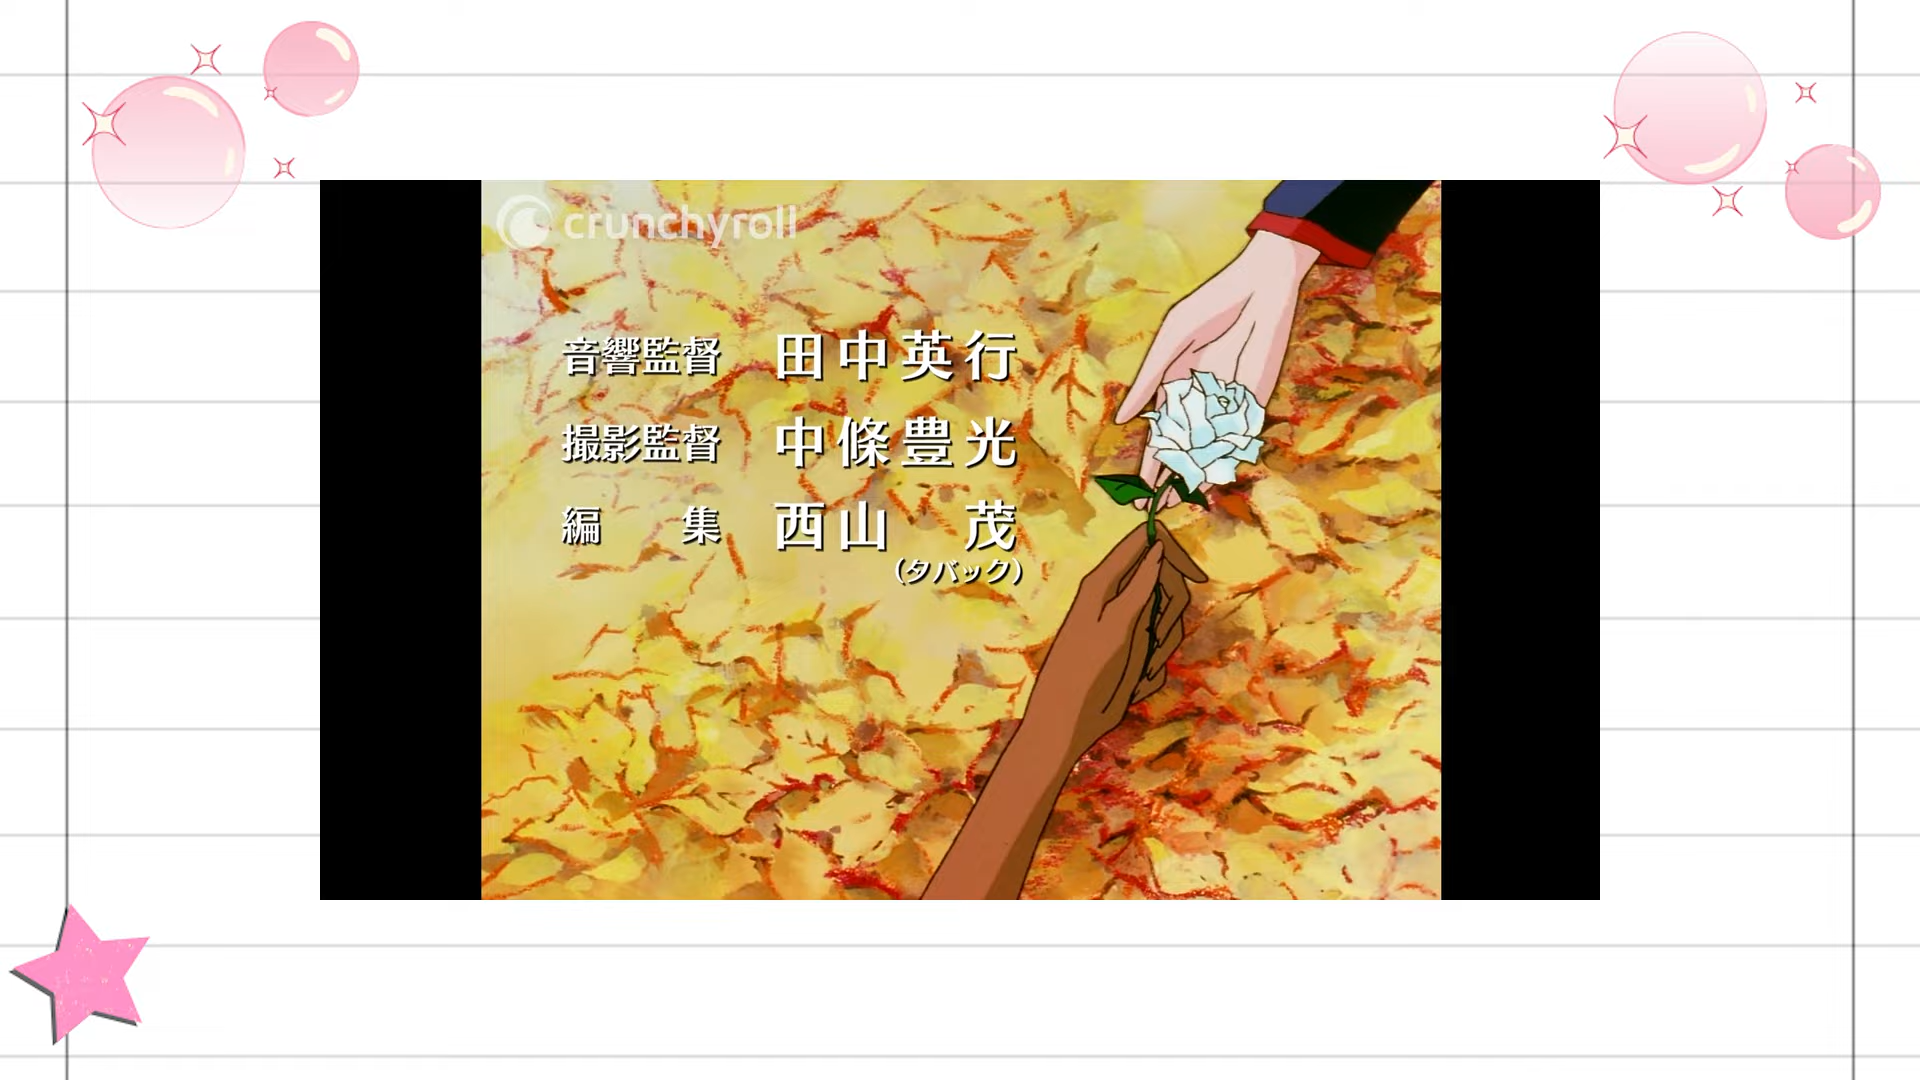 crunchyroll
音響監督 田中英行
撮影監督 中條豊光
編集 西山茂
(タバック)